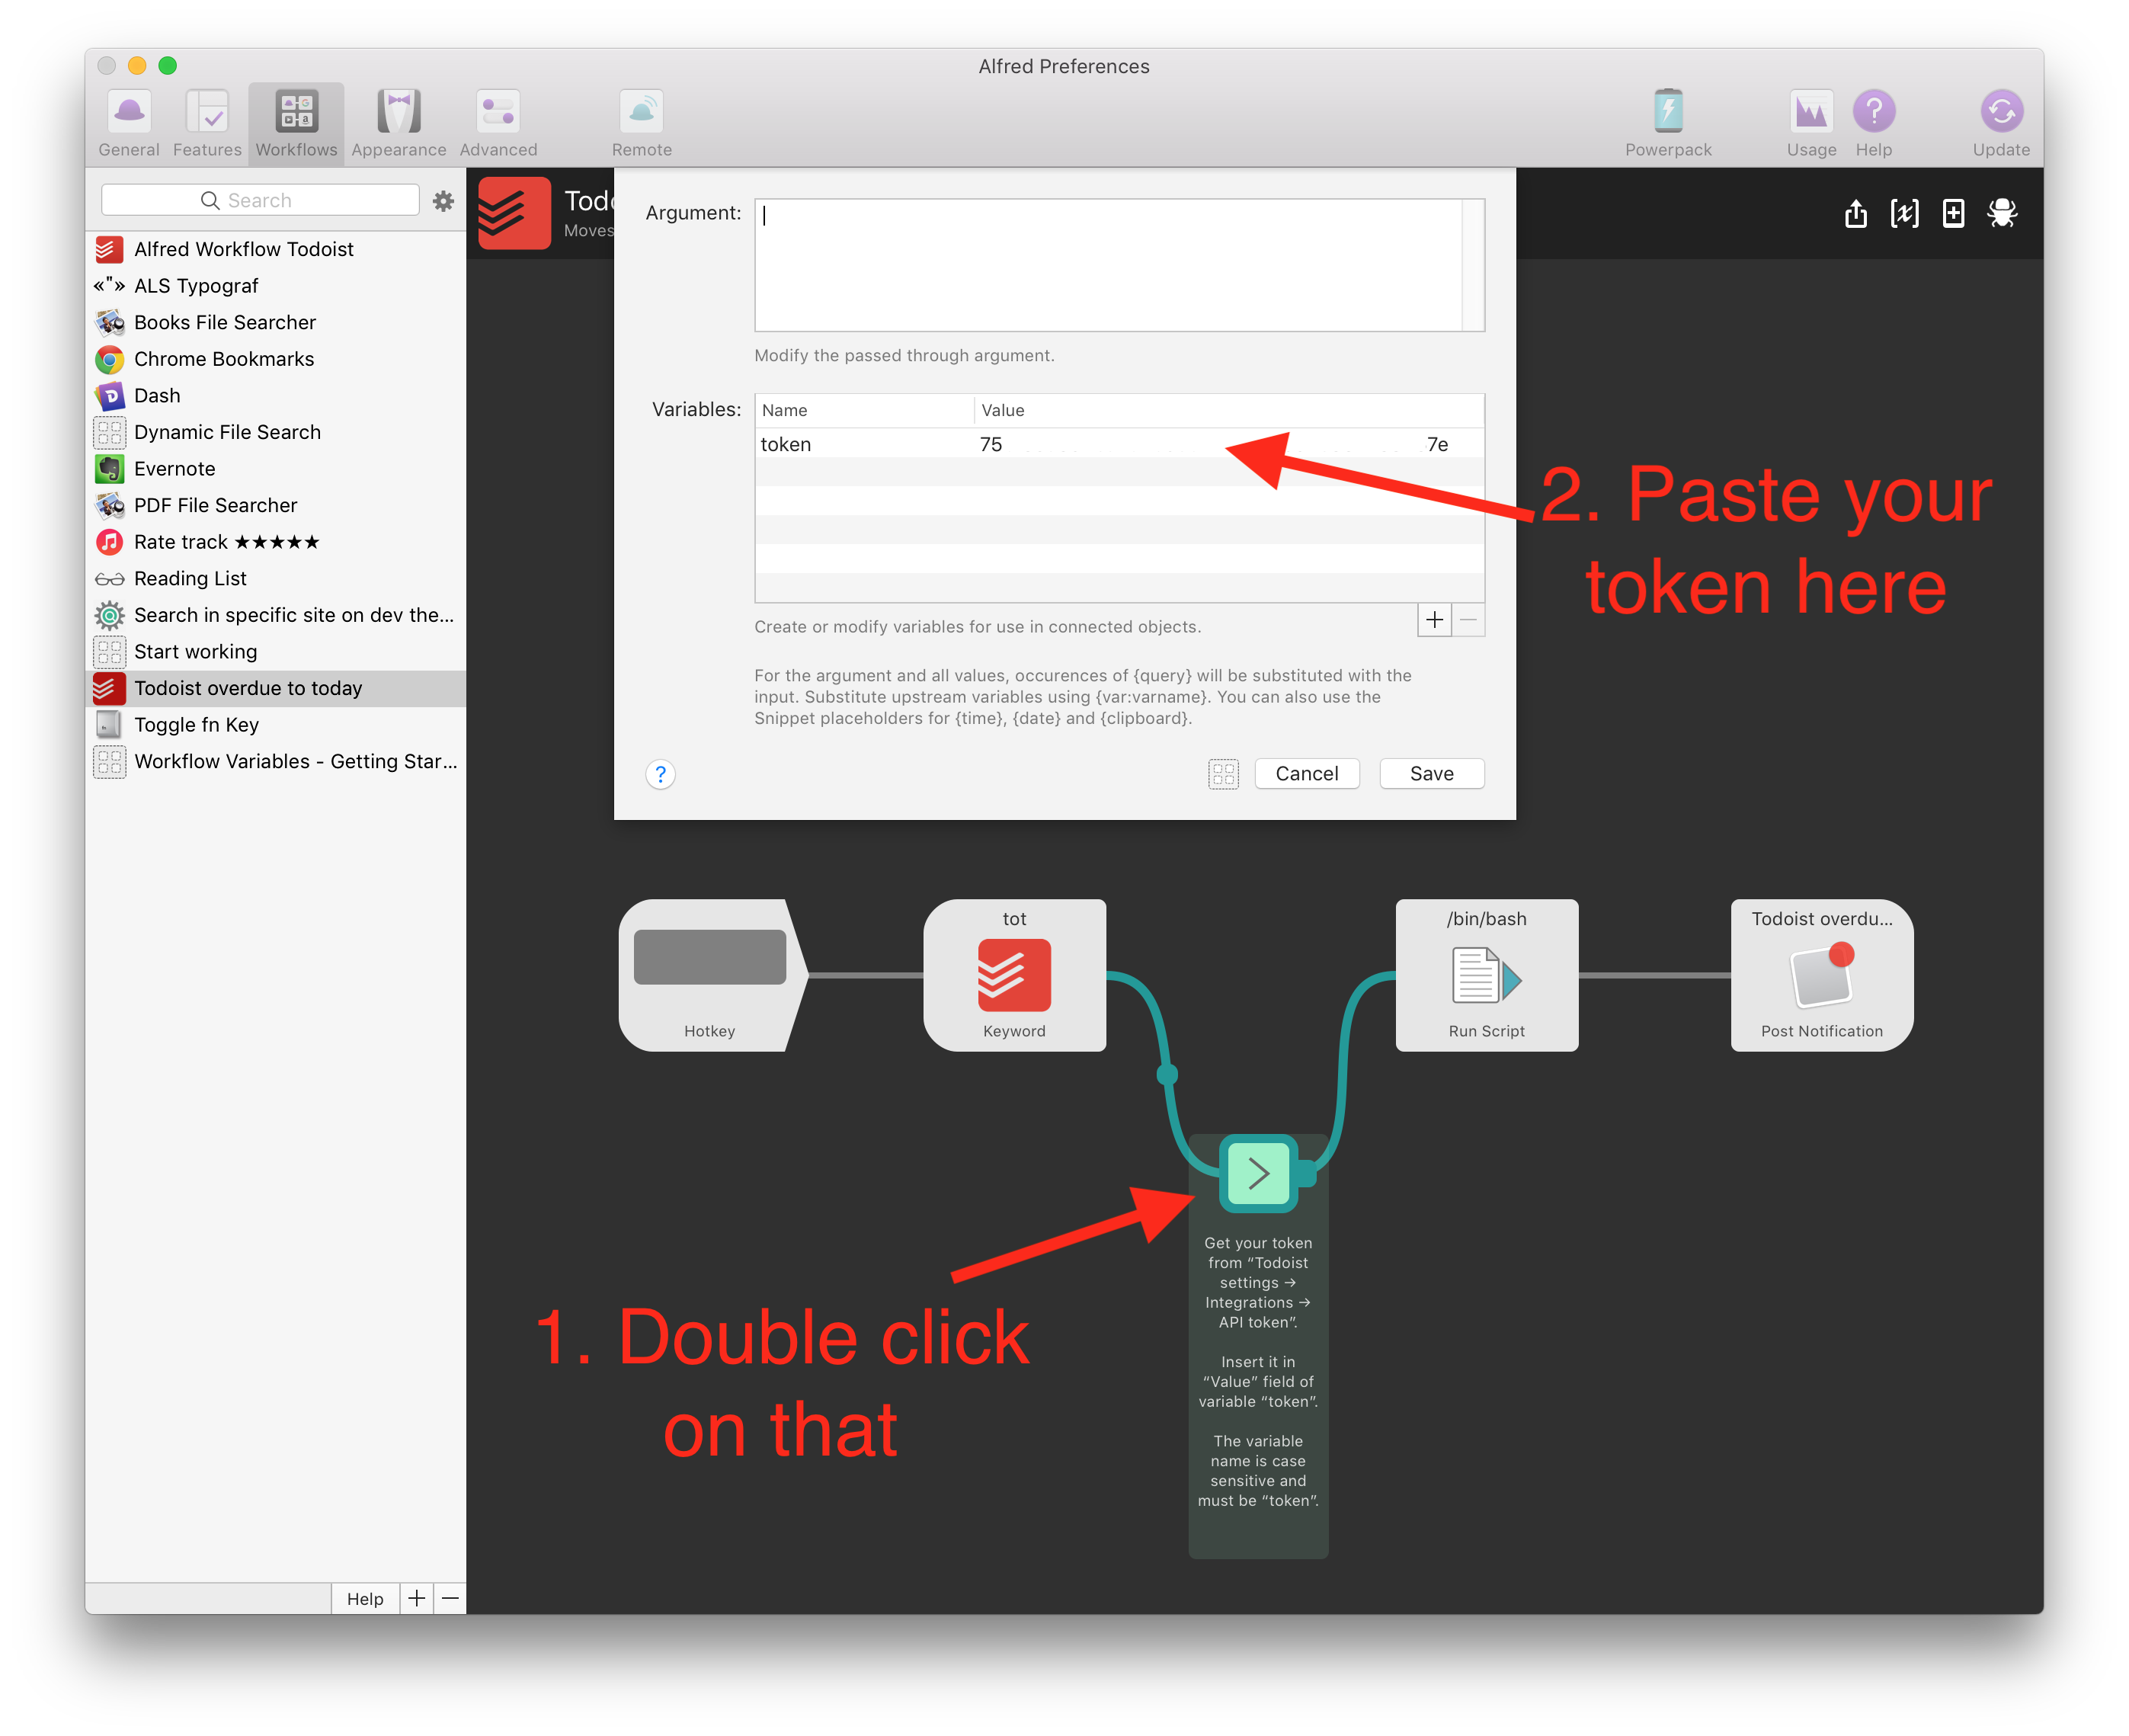 Alfred Preferences
General
Features
Workflows
Appearance
Advanced
Remote
Powerpack
Usage
Help
Update
Search
Alfred Workflow Todoist
«"» ALS Typograf
Books File Searcher
Chrome Bookmarks
Dash
Dynamic File Search
Evernote
PDF File Searcher
Rate track ★★★★★
Reading List
Search in specific site on dev the...
Start working
Todoist overdue to today
Toggle fn Key
Workflow Variables - Getting Star...
Help
Moves
Argument:
Modify the passed through argument.
Variables:
Name Value
token 75 7e
Create or modify variables for use in connected objects.
For the argument and all values, occurences of {query} will be substituted with the
input. Substitute upstream variables using {var:varname}. You can also use the
Snippet placeholders for {time}, {date} and {clipboard}.
?
Cancel
Save
2. Paste your
token here
Hotkey
tot
Keyword
/bin/bash
Run Script
Todoist overdu...
Post Notification
1. Double click
on that
Get your token
from “Todoist
settings →
Integrations →
API token”.
Insert it in
“Value” field of
variable “token”.
The variable
name is case
sensitive and
must be “token”.